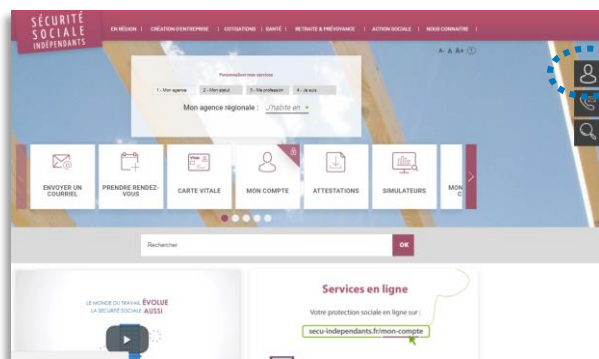 SÉCURITÉ
SOCIALE
INDÉPENDANTS
EN RÉGION | CRÉATION D'ENTREPRISE | COTISATIONS | SANTÉ | RETRAITE & PRÉVOYANCE | ACTION SOCIALE | NOUS CONNAITRE |
A- A A+
Personnaliser vos services
1 - Mon agence
2 - Mon statut
3 - Ma profession
4 - Je suis
Mon agence régionale : J'habite en
ENVOYER UN
COURRIEL
PRENDRE RENDEZ-
VOUS
CARTE VITALE
MON COMPTE
ATTESTATIONS
SIMULATEURS
MON
C
Rechercher
OK
LE MONDE DU TRAVAIL ÉVOLUE
LA SÉCURITÉ SOCIALE AUSSI
Services en ligne
Votre protection sociale en ligne sur :
secu-independants.fr/mon-compte